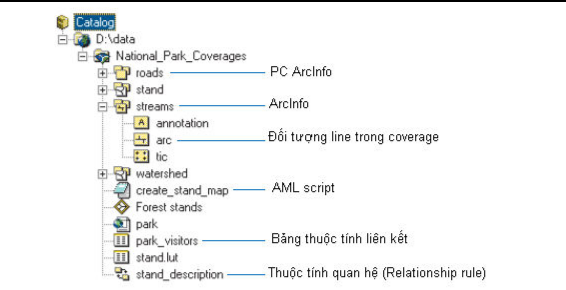 Catalog
D:\data
National_Park_Coverages
roads PC ArcInfo
stand
streams ArcInfo
A annotation
arc Đối tượng line trong coverage
tic
watershed
create_stand_map AML script
Forest stands
park
park_visitors Bảng thuộc tính liên kết
stand.lut
stand_description Thuộc tính quan hệ (Relationship rule)